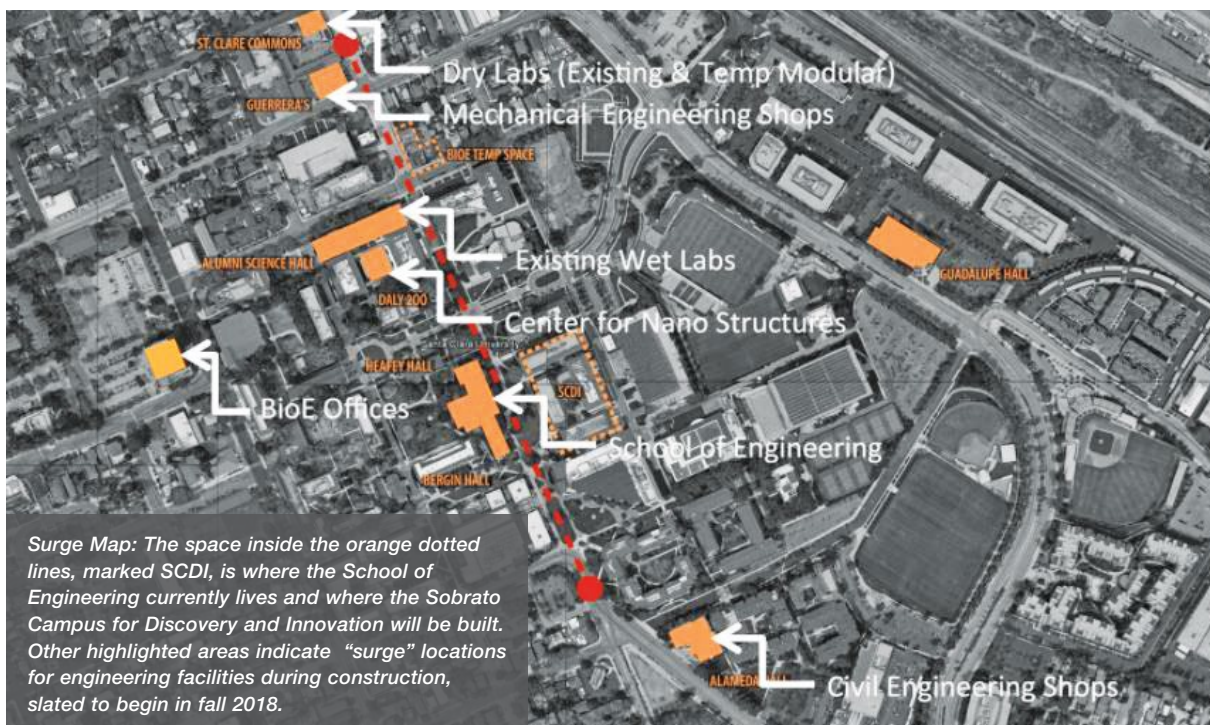 ST. CLARE COMMONS
Dry Labs (Existing & Temp Modular)
GUERRERA'S
Mechanical Engineering Shops
BIOE TEMP SPACE
ALUMNI SCIENCE HALL
Existing Wet Labs
GUADALUPE HALL
DALY 200
Center for Nano Structures
Santa Clara University
HEAFEY HALL
SCDI
BioE Offices
School of Engineering
BERGIN HALL
Surge Map: The space inside the orange dotted
lines, marked SCDI, is where the School of
Engineering currently lives and where the Sobrato
Campus for Discovery and Innovation will be built.
Other highlighted areas indicate “surge” locations
for engineering facilities during construction,
slated to begin in fall 2018.
ALAMEDA
Civil Engineering Shops